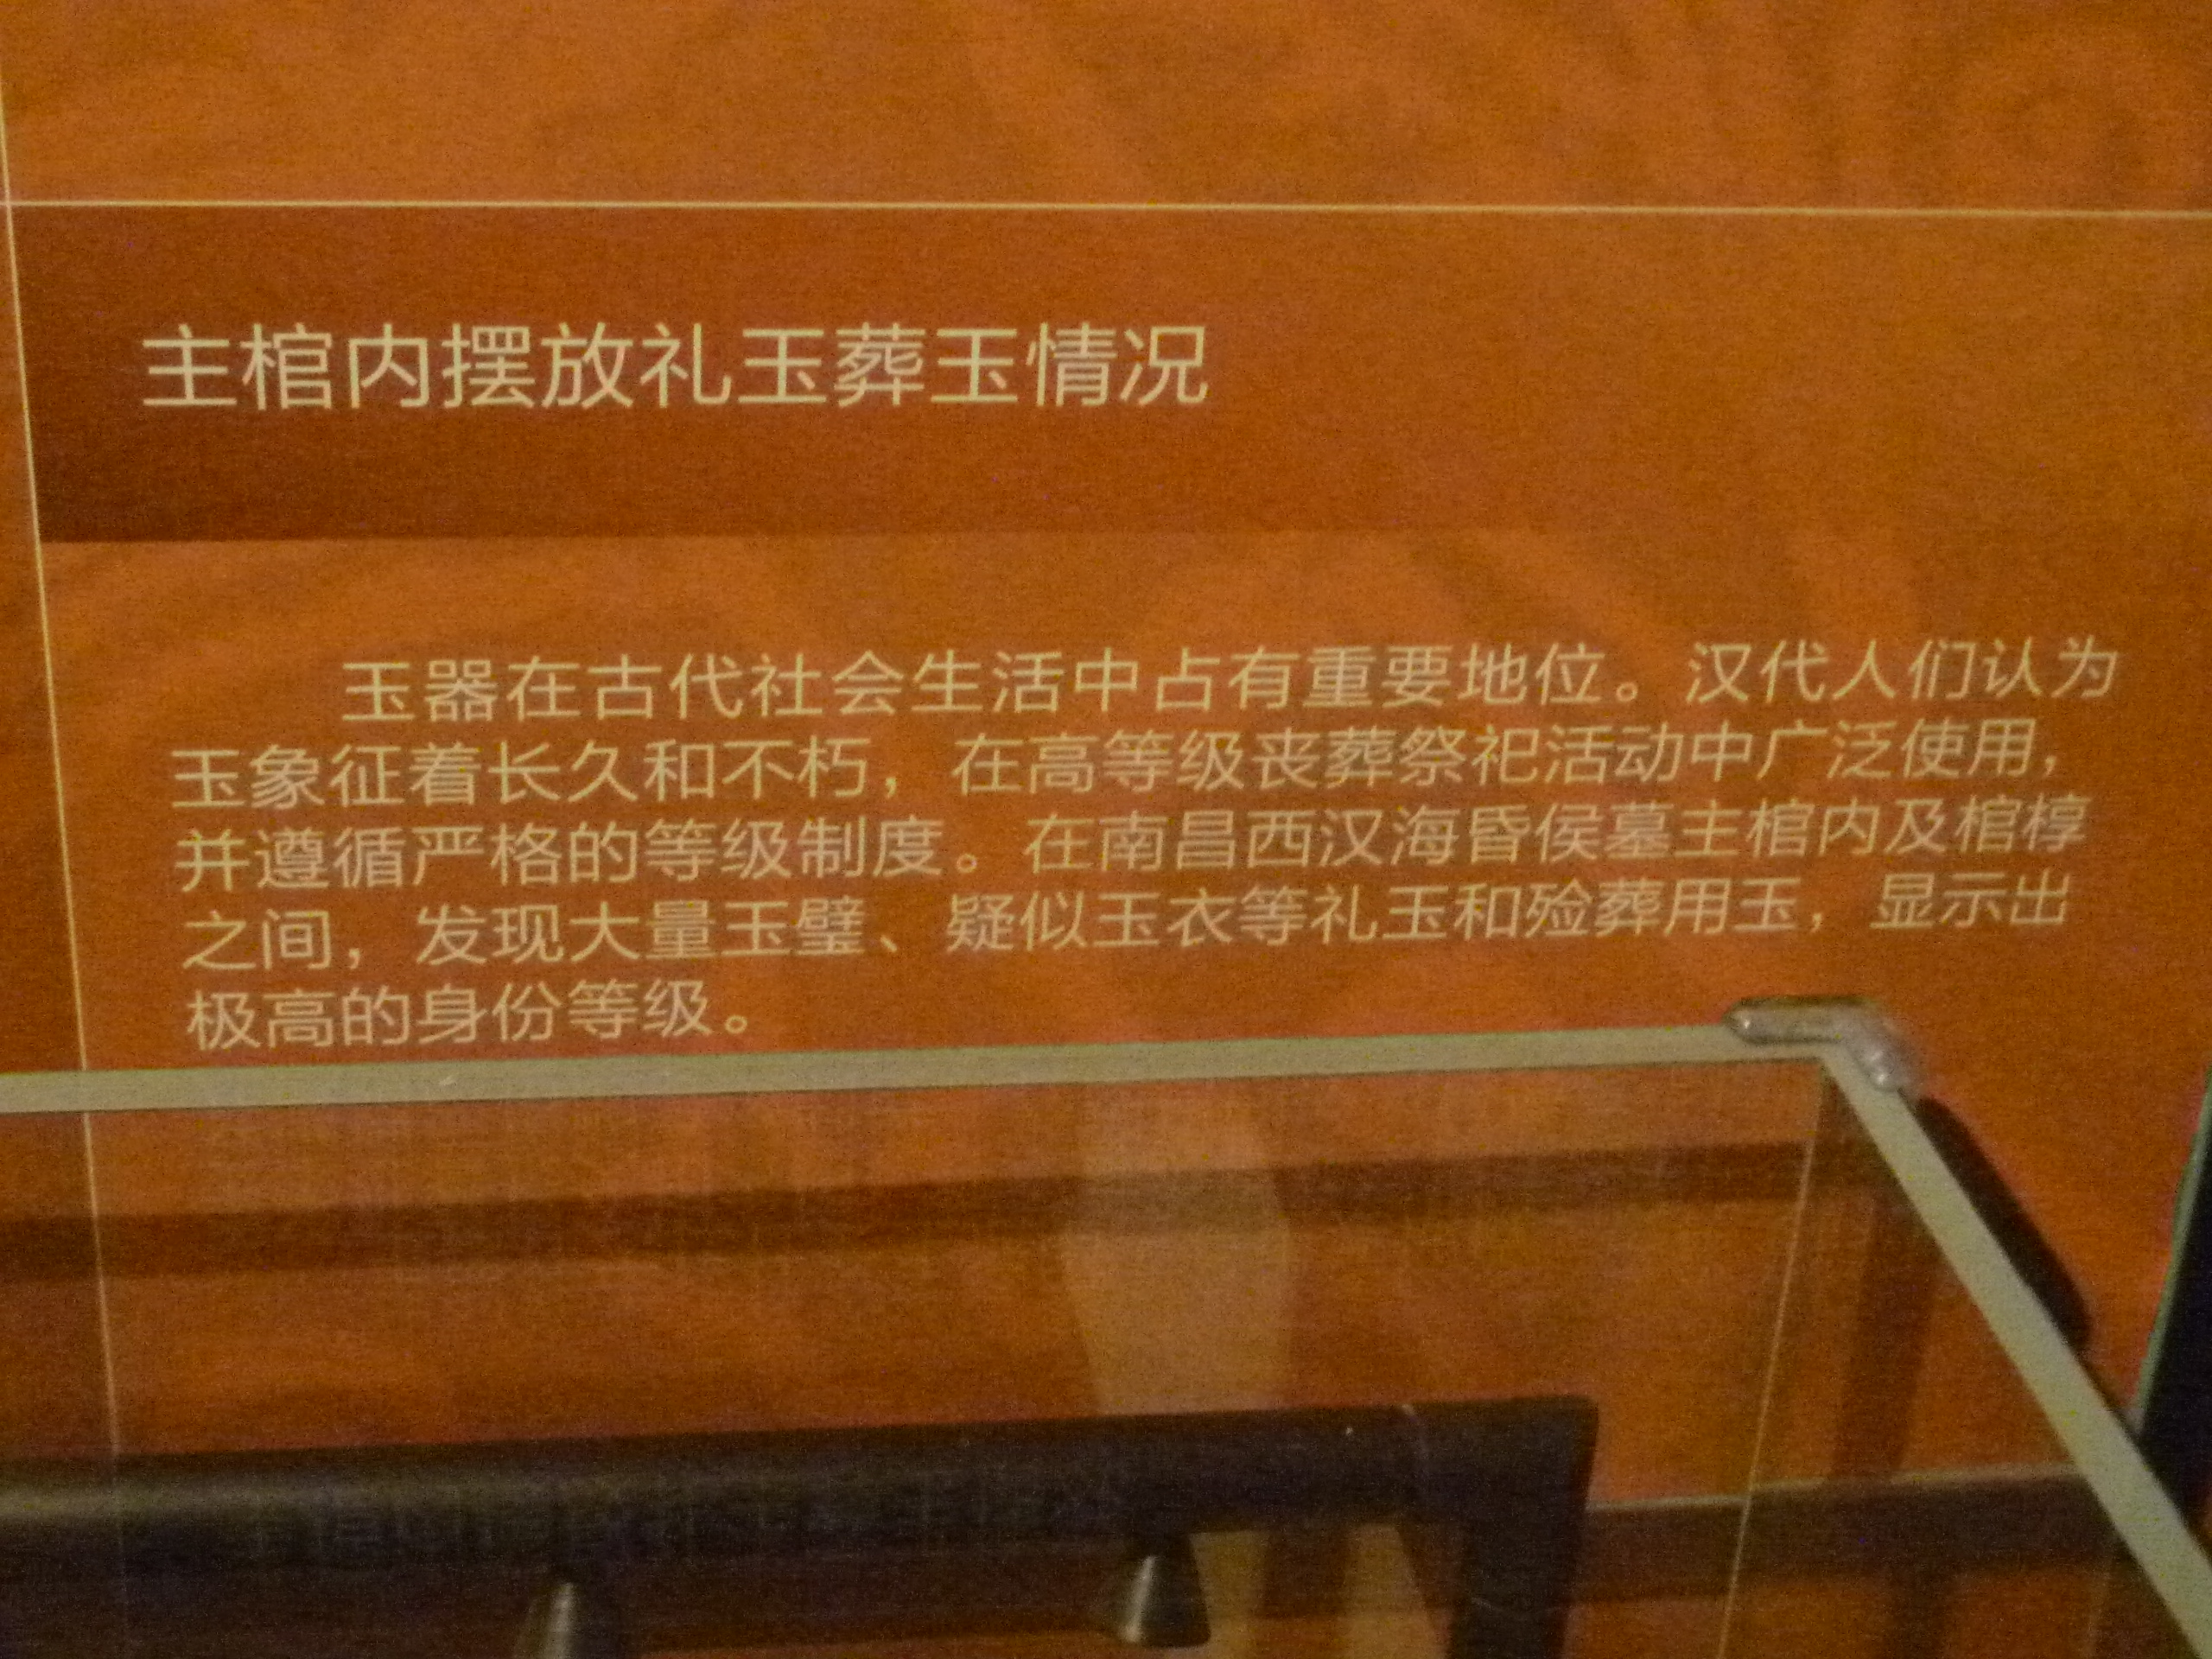 主棺内摆放礼玉葬玉情况
玉器在古代社会生活中占有重要地位。汉代人们认为
玉象征着长久和不朽，在高等级丧葬祭祀活动中广泛使用，
并遵循严格的等级制度。在南昌西汉海昏侯墓主棺内及棺椁
之间，发现大量玉璧、疑似玉衣等礼玉和殓葬用玉，显示出
极高的身份等级。